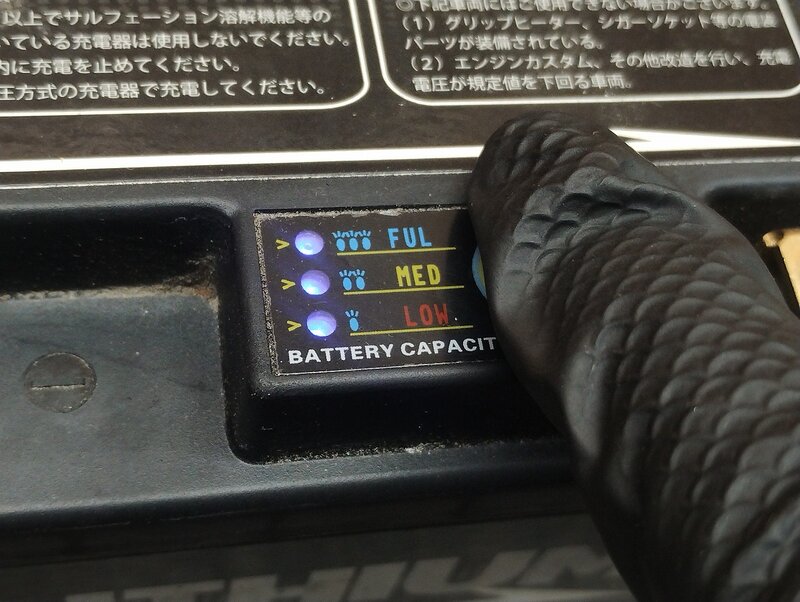 以上でサルフェーション溶解機能等の
いている充電器は使用しないでください。
内に充電を止めてください。
圧方式の充電器で充電してください。
○下記車両にはご使用できない場合がございます。
(1) グリップヒーター、シガーソケット等の電造
パーツが装備されている。
(2) エンジンカスタム、その他改造を行い、充電
電圧が規定値を下回る車両。
FUL
MED
LOW
BATTERY CAPACIT
THIUM